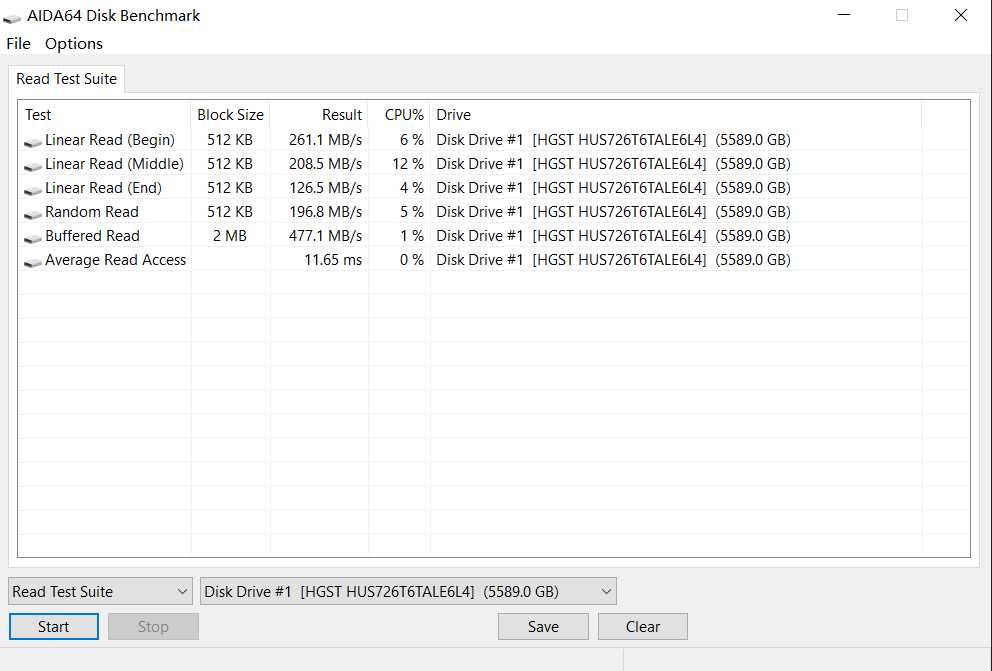 AIDA64 Disk Benchmark
File Options
Read Test Suite
Test Block Size Result CPU% Drive
Linear Read (Begin) 512 KB 261.1 MB/s 6 % Disk Drive #1 [HGST HUS726T6TALE6L4] (5589.0 GB)
Linear Read (Middle) 512 KB 208.5 MB/s 12 % Disk Drive #1 [HGST HUS726T6TALE6L4] (5589.0 GB)
Linear Read (End) 512 KB 126.5 MB/s 4 % Disk Drive #1 [HGST HUS726T6TALE6L4] (5589.0 GB)
Random Read 512 KB 196.8 MB/s 5 % Disk Drive #1 [HGST HUS726T6TALE6L4] (5589.0 GB)
Buffered Read 2 MB 477.1 MB/s 1 % Disk Drive #1 [HGST HUS726T6TALE6L4] (5589.0 GB)
Average Read Access 11.65 ms 0 % Disk Drive #1 [HGST HUS726T6TALE6L4] (5589.0 GB)
Read Test Suite Disk Drive #1 [HGST HUS726T6TALE6L4] (5589.0 GB)
Start Stop Save Clear